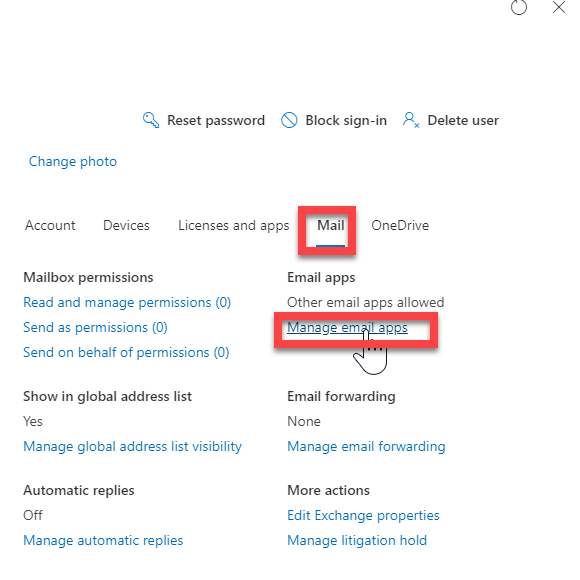 Reset password Block sign-in Delete user
Change photo
Account Devices Licenses and apps Mail OneDrive
Mailbox permissions
Read and manage permissions (0)
Send as permissions (0)
Send on behalf of permissions (0)
Email apps
Other email apps allowed
Manage email apps
Show in global address list
Yes
Manage global address list visibility
Email forwarding
None
Manage email forwarding
Automatic replies
Off
Manage automatic replies
More actions
Edit Exchange properties
Manage litigation hold